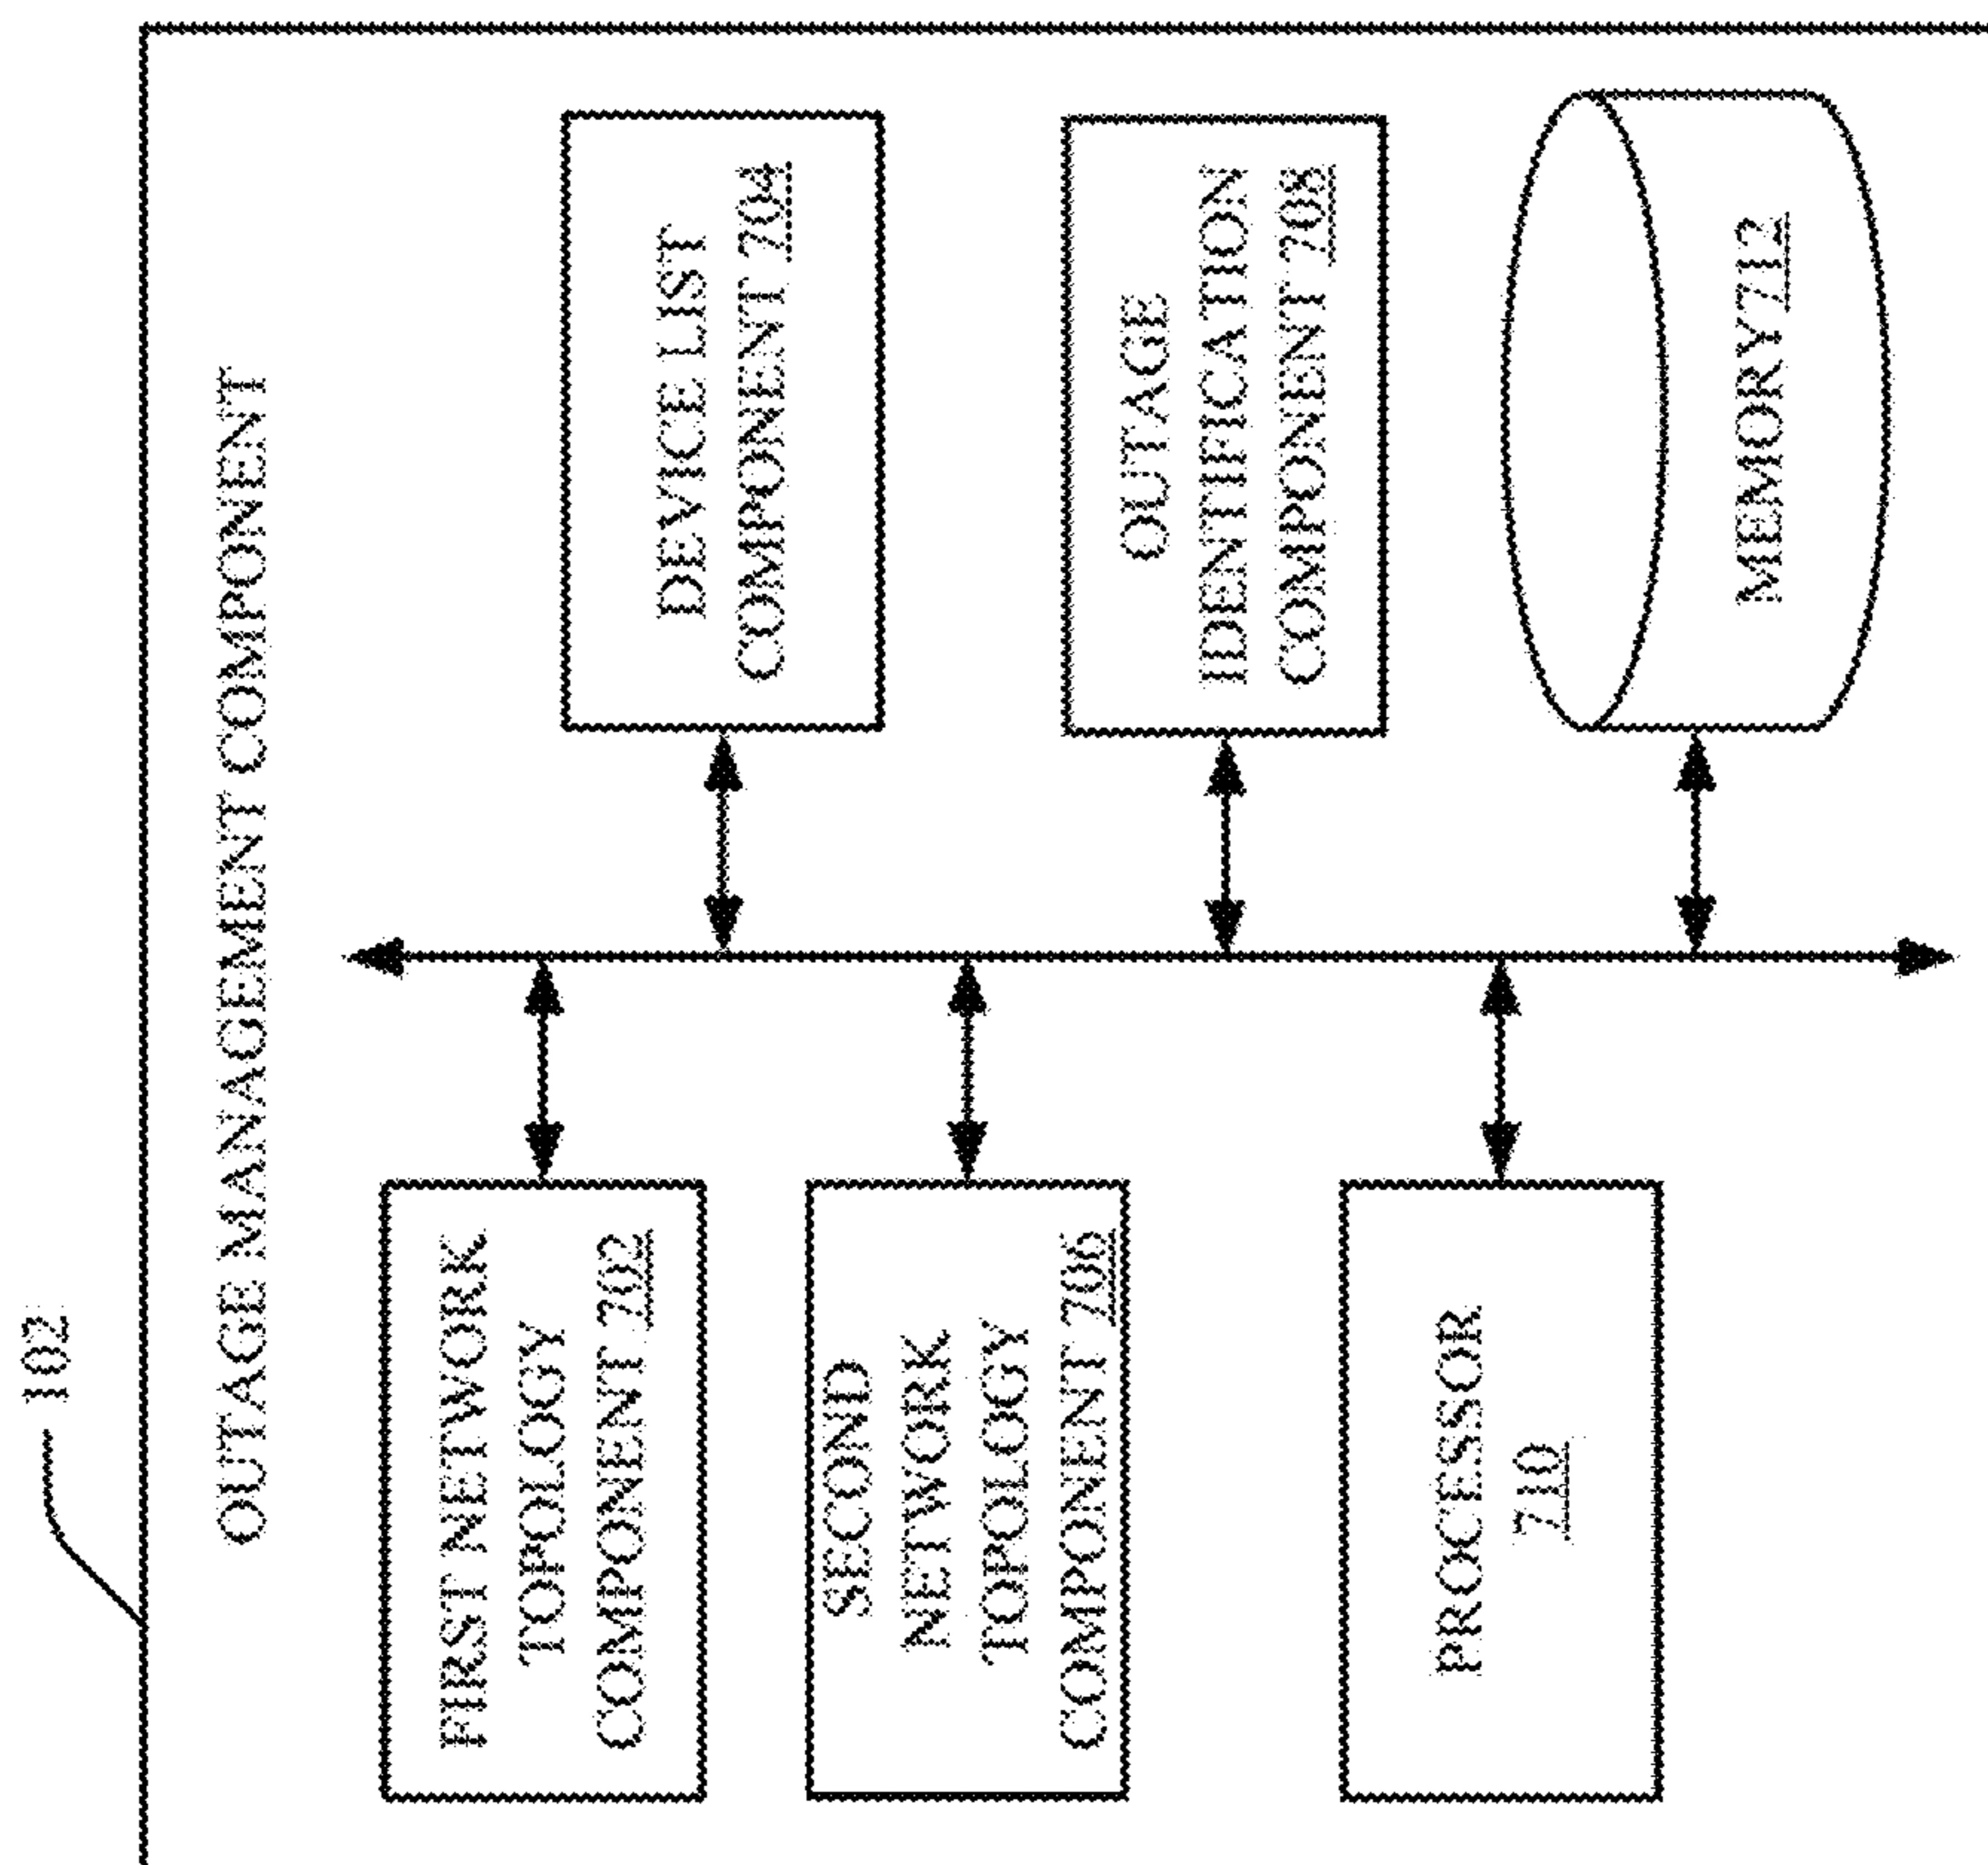 102
OUTAGE MANAGEMENT COMPONENT
FIRST NETWORK
TOPOLOGY
COMPONENT 702
DEVICE LIST
COMPONENT 704
SECOND
NETWORK
TOPOLOGY
COMPONENT 706
OUTAGE
IDENTIFICATION
COMPONENT 708
PROCESSOR
710
MEMORY 712